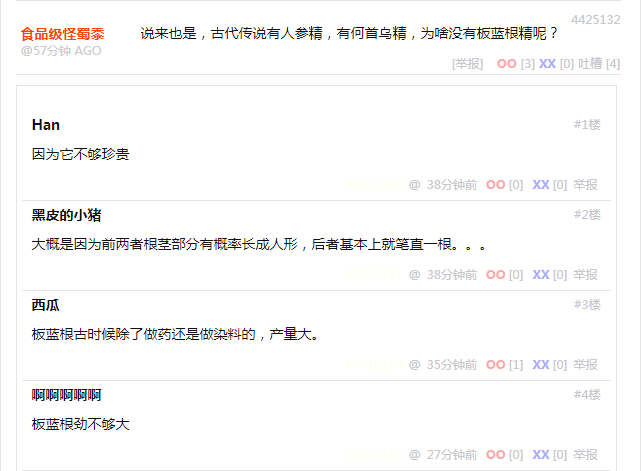 4425132
食品级怪蜀黍
说来也是，古代传说有人参精，有何首乌精，为啥没有板蓝根精呢？
@57分钟 AGO
[举报] OO [3] XX [0] 吐槽 [4]
Han
#1楼
因为它不够珍贵
@ 38分钟前 OO [0] XX [0] 举报
黑皮的小猪
#2楼
大概是因为前两者根茎部分有概率长成人形，后者基本上就笔直一根。。。
@ 38分钟前 OO [0] XX [0] 举报
西瓜
#3楼
板蓝根古时候除了做药还是做染料的，产量大。
@ 35分钟前 OO [1] XX [0] 举报
啊啊啊啊啊
#4楼
板蓝根劲不够大
@ 27分钟前 OO [0] XX [0] 举报